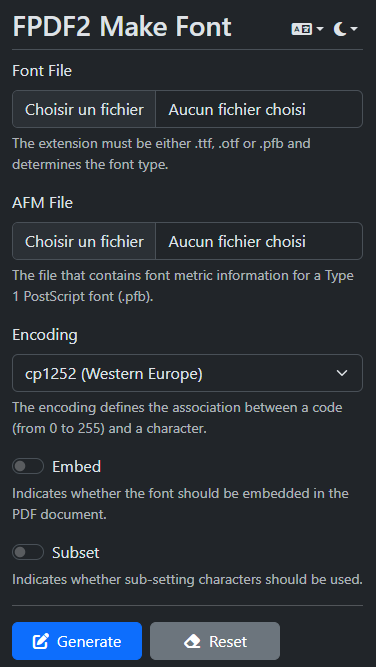 FPDF2 Make Font
Font File
Choisir un fichier Aucun fichier choisi
The extension must be either .ttf, .otf or .pfb and
determines the font type.
AFM File
Choisir un fichier Aucun fichier choisi
The file that contains font metric information for a Type
1 PostScript font (.pfb).
Encoding
cp1252 (Western Europe)
The encoding defines the association between a code
(from 0 to 255) and a character.
Embed
Indicates whether the font should be embedded in the
PDF document.
Subset
Indicates whether sub-setting characters should be used.
Generate Reset